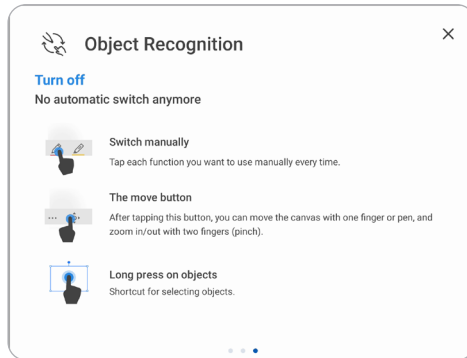 Object Recognition
Turn off
No automatic switch anymore
Switch manually
Tap each function you want to use manually every time.
The move button
After tapping this button, you can move the canvas with one finger or pen, and
zoom in/out with two fingers (pinch).
Long press on objects
Shortcut for selecting objects.